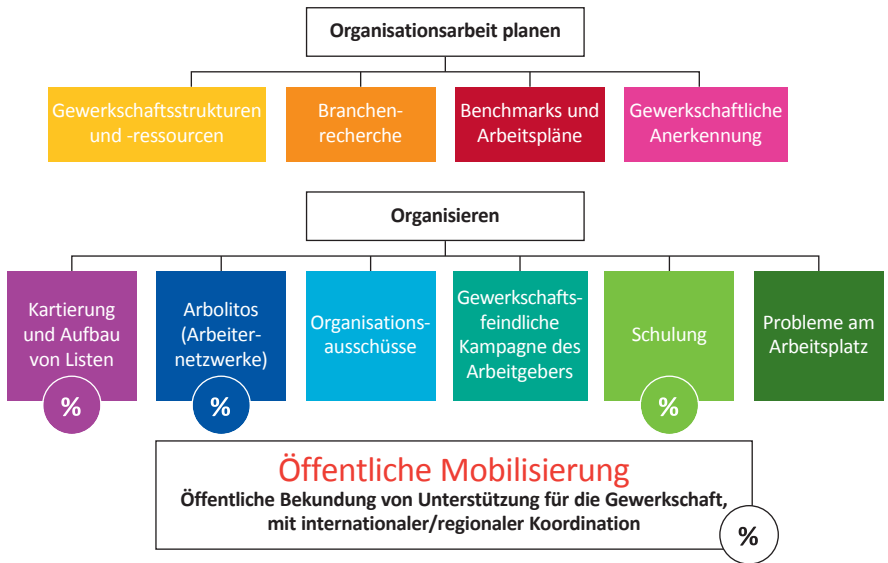 Organisationsarbeit planen
Gewerkschaftsstrukturen
und -ressourcen
Branchen-
recherche
Benchmarks und
Arbeitspläne
Gewerkschaftliche
Anerkennung
Organisieren
Kartierung
und Aufbau
von Listen
%
Arbolitos
(Arbeiter-
netzwerke)
%
Organisations-
ausschüsse
Gewerkschafts-
feindliche
Kampagne des
Arbeitgebers
Schulung
%
Probleme am
Arbeitsplatz
Öffentliche Mobilisierung
Öffentliche Bekundung von Unterstützung für die Gewerkschaft,
mit internationaler/regionaler Koordination
%